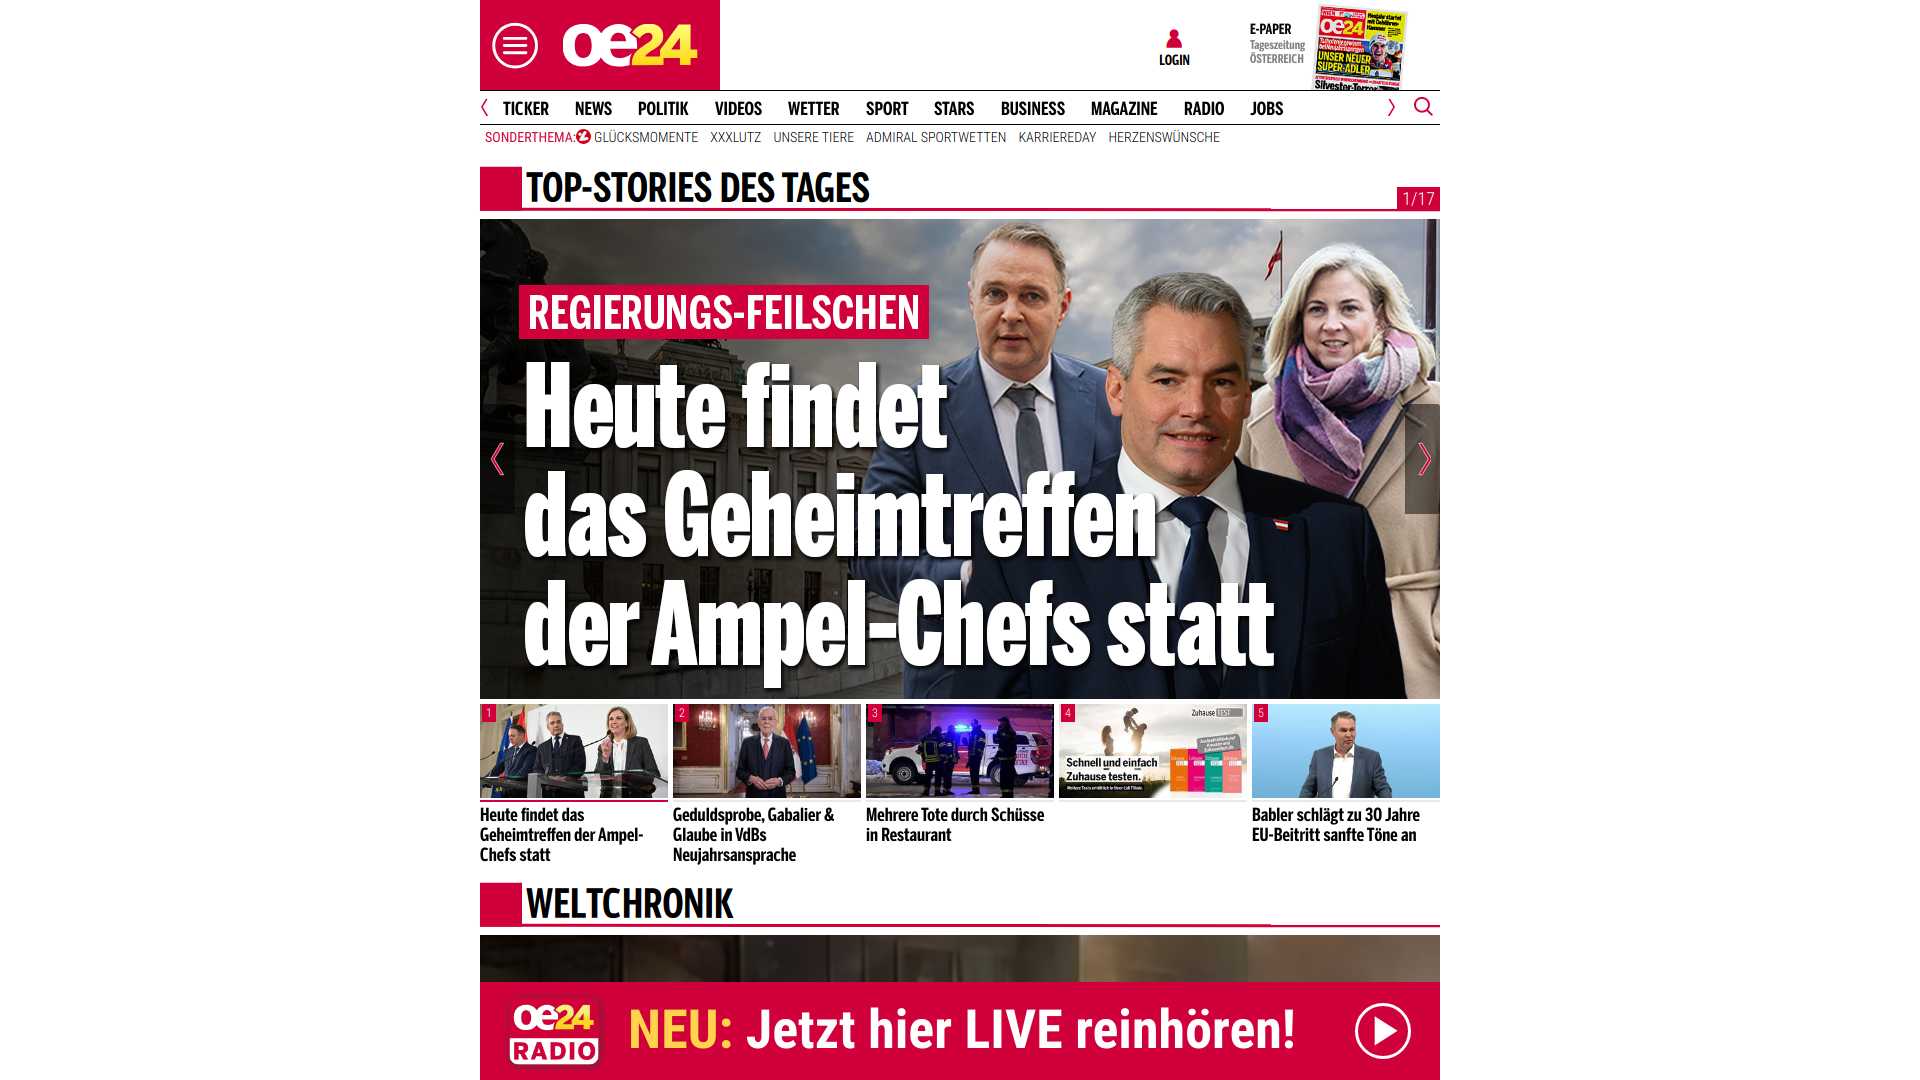 oe24
LOGIN
E-PAPER
Tageszeitung
ÖSTERREICH
oe24
UNSER NEUER
SUPER-ADLER
TICKER NEWS POLITIK VIDEOS WETTER SPORT STARS BUSINESS MAGAZINE RADIO JOBS
SONDERTHEMA: GLÜCKSMOMENTE XXXLUTZ UNSERE TIERE ADMIRAL SPORTWETTEN KARRIEREDAY HERZENSWÜNSCHE
TOP-STORIES DES TAGES
1/17
REGIERUNGS-FEILSCHEN
Heute findet
das Geheimtreffen
der Ampel-Chefs statt
1
2
3
4
5
Zuhause TEST
Schnell und einfach
Zuhause testen.
Heute findet das
Geheimtreffen der Ampel-
Chefs statt
Geduldsprobe, Gabalier &
Glaube in VdBs
Neujahrsansprache
Mehrere Tote durch Schüsse
in Restaurant
Babler schlägt zu 30 Jahre
EU-Beitritt sanfte Töne an
WELTCHRONIK
oe24
RADIO
NEU: Jetzt hier LIVE reinhören!